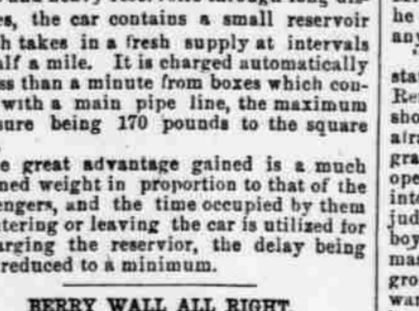 es, the car contains a small reservoir
h takes in a fresh supply at intervals
alf a mile. It is charged automatically
ss than a minute from boxes which con-
with a main pipe line, the maximum
sure being 170 pounds to the square
e great advantage gained is a much
ned weight in proportion to that of the
engers, and the time occupied by them
tering or leaving the car is utilized for
arging the reservior, the delay being
reduced to a minimum.
BERRY WALL ALL RIGHT.
he
any
sta
Re
sho
afra
gra
ope
inte
jud
boy
mas
gro
war